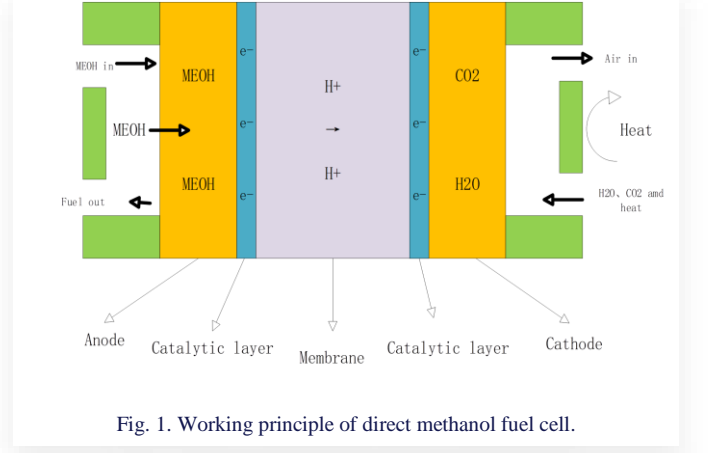 MEOH in
MEOH
MEOH
MEOH
Fuel out
e−
e−
e−
H+
→
H+
e−
e−
e−
CO2
H2O
Air in
Heat
H2O、CO2 amd
heat
Anode
Catalytic layer
Membrane
Catalytic layer
Cathode
Fig. 1. Working principle of direct methanol fuel cell.